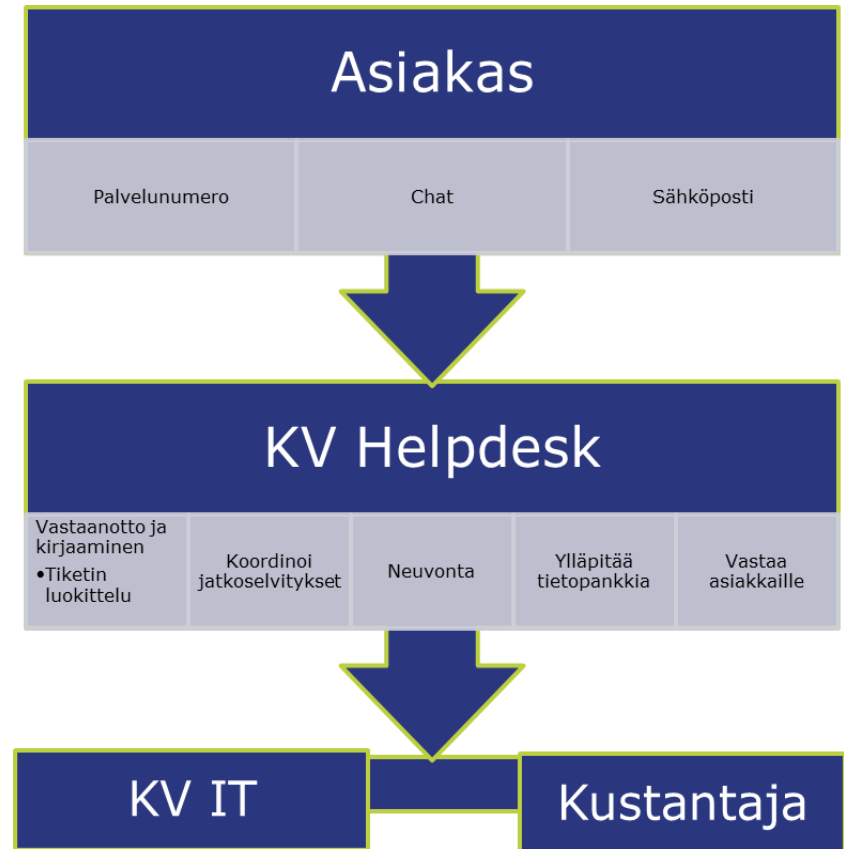 Asiakas
Palvelunumero
Chat
Sähköposti
KV Helpdesk
Vastaanotto ja
kirjaaminen
•Tiketin
luokittelu
Koordinoi
jatkoselvitykset
Neuvonta
Ylläpitää
tietopankkia
Vastaa
asiakkaille
KV IT
Kustantaja